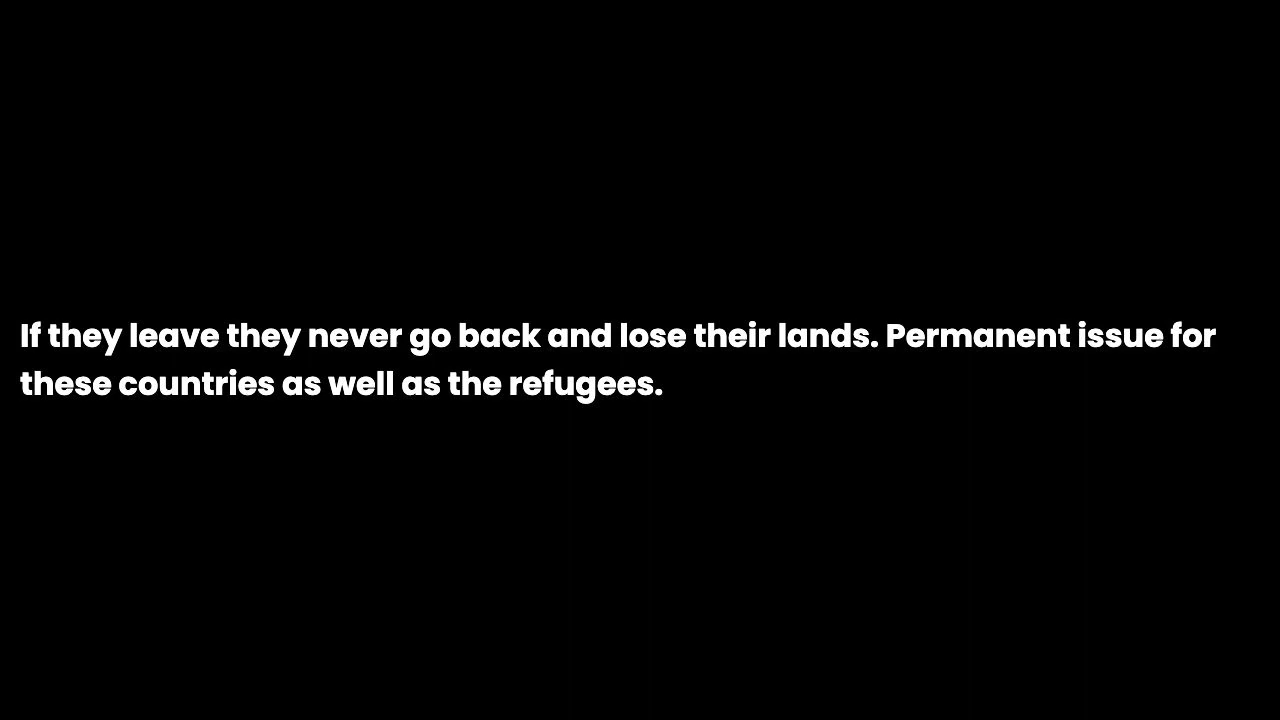 If they leave they never go back and lose their lands. Permanent issue for
these countries as well as the refugees.